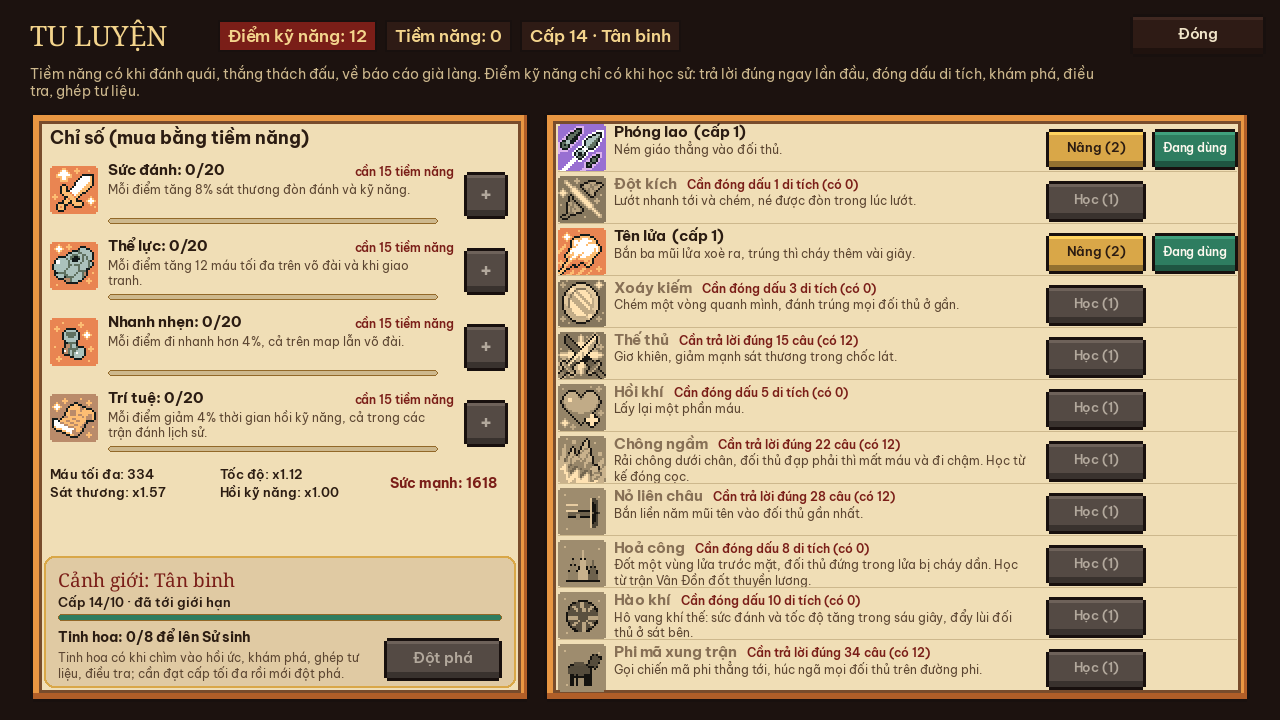 TU LUYỆN
Điểm kỹ năng: 12
Tiềm năng: 0
Cấp 14 · Tân binh
Đóng
Tiềm năng có khi đánh quái, thắng thách đấu, về báo cáo già làng. Điểm kỹ năng chỉ có khi học sử: trả lời đúng ngay lần đầu, đóng dấu di tích, khám phá, điều
tra, ghép tư liệu.
Chỉ số (mua bằng tiềm năng)
Sức đánh: 0/20
cần 15 tiềm năng
Mỗi điểm tăng 8% sát thương đòn đánh và kỹ năng.
+
Thể lực: 0/20
cần 15 tiềm năng
Mỗi điểm tăng 12 máu tối đa trên võ đài và khi giao
tranh.
+
Nhanh nhẹn: 0/20
cần 15 tiềm năng
Mỗi điểm đi nhanh hơn 4%, cả trên map lẫn võ đài.
+
Trí tuệ: 0/20
cần 15 tiềm năng
Mỗi điểm giảm 4% thời gian hồi kỹ năng, cả trong các
trận đánh lịch sử.
+
Máu tối đa: 334
Tốc độ: x1.12
Sức mạnh: 1618
Sát thương: x1.57
Hồi kỹ năng: x1.00
Cảnh giới: Tân binh
Cấp 14/10 · đã tới giới hạn
Tinh hoa: 0/8 để lên Sử sinh
Tinh hoa có khi chìm vào hồi ức, khám phá, ghép tư
liệu, điều tra; cần đạt cấp tối đa rồi mới đột phá.
Đột phá
Phóng lao (cấp 1)
Ném giáo thẳng vào đối thủ.
Nâng (2)
Đang dùng
Đột kích Cần đóng dấu 1 di tích (có 0)
Lướt nhanh tới và chém, né được đòn trong lúc lướt.
Học (1)
Tên lửa (cấp 1)
Bắn ba mũi lửa xoè ra, trúng thì cháy thêm vài giây.
Nâng (2)
Đang dùng
Xoáy kiếm Cần đóng dấu 3 di tích (có 0)
Chém một vòng quanh mình, đánh trúng mọi đối thủ ở gần.
Học (1)
Thế thủ Cần trả lời đúng 15 câu (có 12)
Giơ khiên, giảm mạnh sát thương trong chốc lát.
Học (1)
Hồi khí Cần đóng dấu 5 di tích (có 0)
Lấy lại một phần máu.
Học (1)
Chông ngầm Cần trả lời đúng 22 câu (có 12)
Rải chông dưới chân, đối thủ đạp phải thì mất máu và đi chậm. Học từ
kế đóng cọc.
Học (1)
Nỏ liên châu Cần trả lời đúng 28 câu (có 12)
Bắn liền năm mũi tên vào đối thủ gần nhất.
Học (1)
Hoả công Cần đóng dấu 8 di tích (có 0)
Đốt một vùng lửa trước mặt, đối thủ đứng trong lửa bị cháy dần. Học
từ trận Vân Đồn đốt thuyền lương.
Học (1)
Hào khí Cần đóng dấu 10 di tích (có 0)
Hô vang khí thế: sức đánh và tốc độ tăng trong sáu giây, đẩy lùi đối
thủ ở sát bên.
Học (1)
Phi mã xung trận Cần trả lời đúng 34 câu (có 12)
Gọi chiến mã phi thẳng tới, húc ngã mọi đối thủ trên đường phi.
Học (1)